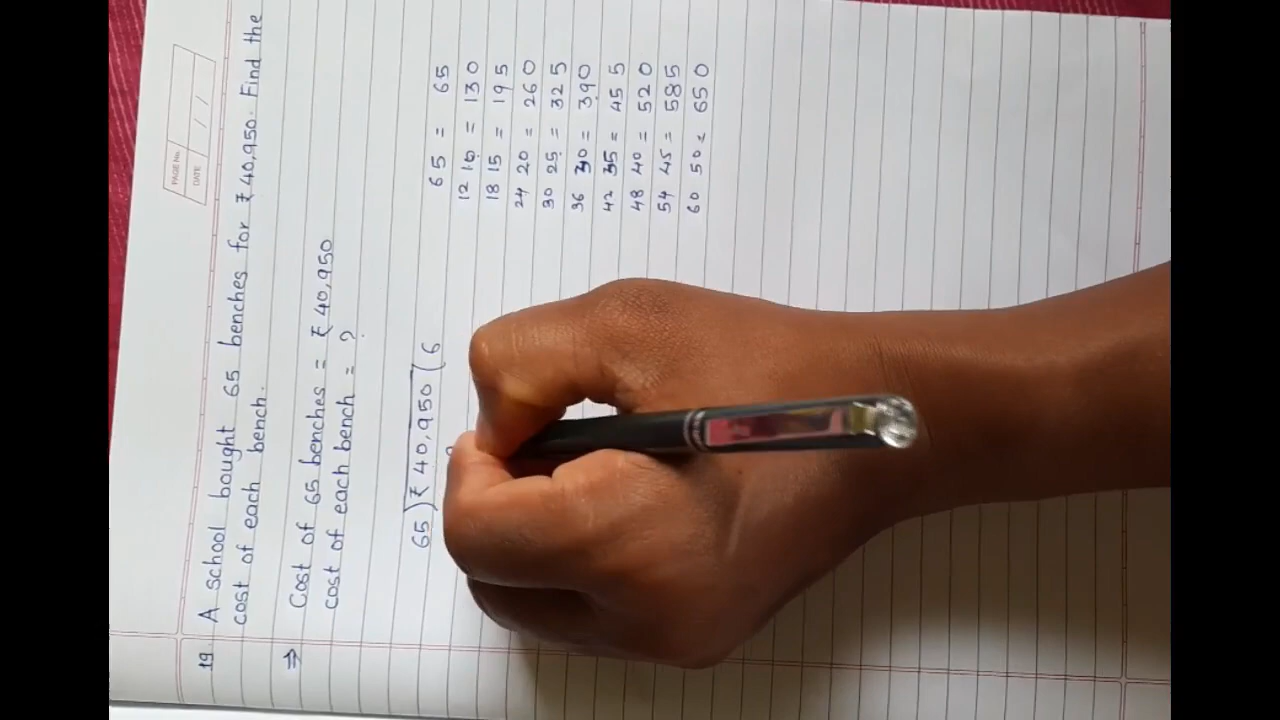 PAGE No.
DATE / /
19. A school bought 65 benches for ₹40,950. Find the
cost of each bench.
⇒ Cost of 65 benches = ₹40,950
cost of each bench = ?
65)₹40,950(6
65 = 65
12 10 = 130
18 15 = 195
24 20 = 260
30 25 = 325
36 30 = 390
42 35 = 455
48 40 = 520
54 45 = 585
60 50 = 650